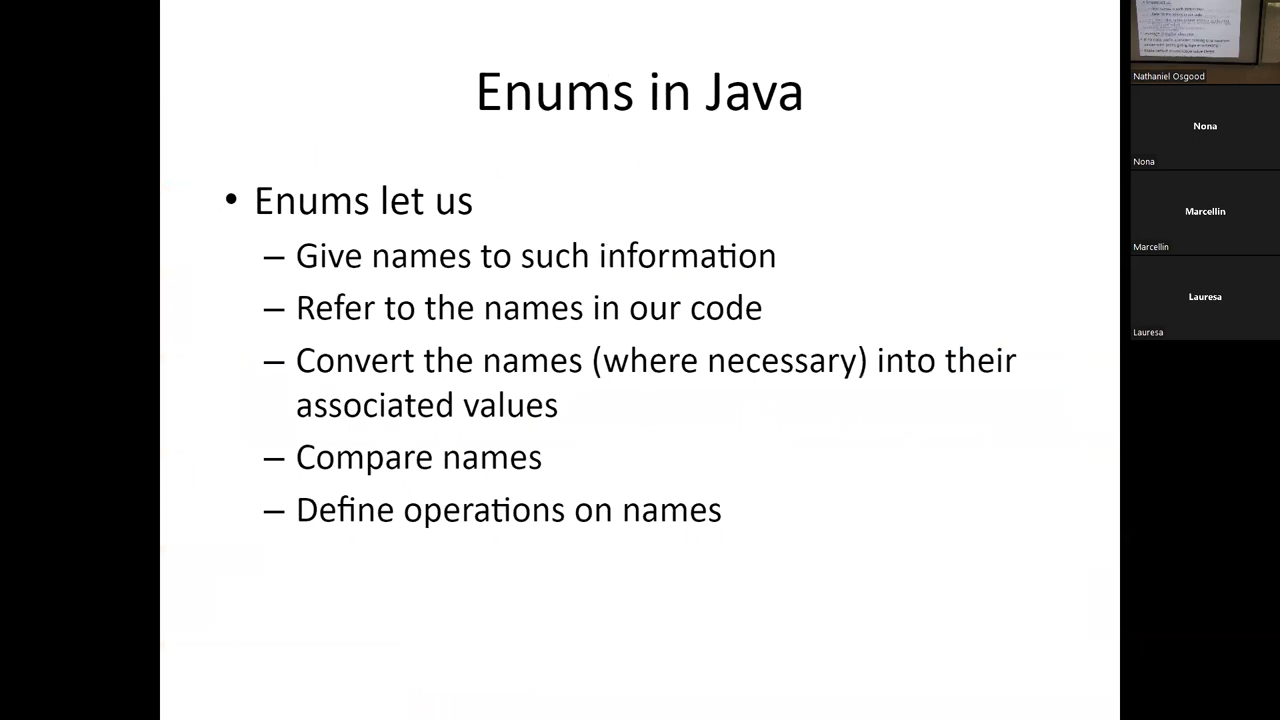 Enums in Java
• Enums let us
– Give names to such information
– Refer to the names in our code
– Convert the names (where necessary) into their
associated values
– Compare names
– Define operations on names
Nathaniel Osgood
Nona
Nona
Marcellin
Marcellin
Lauresa
Lauresa